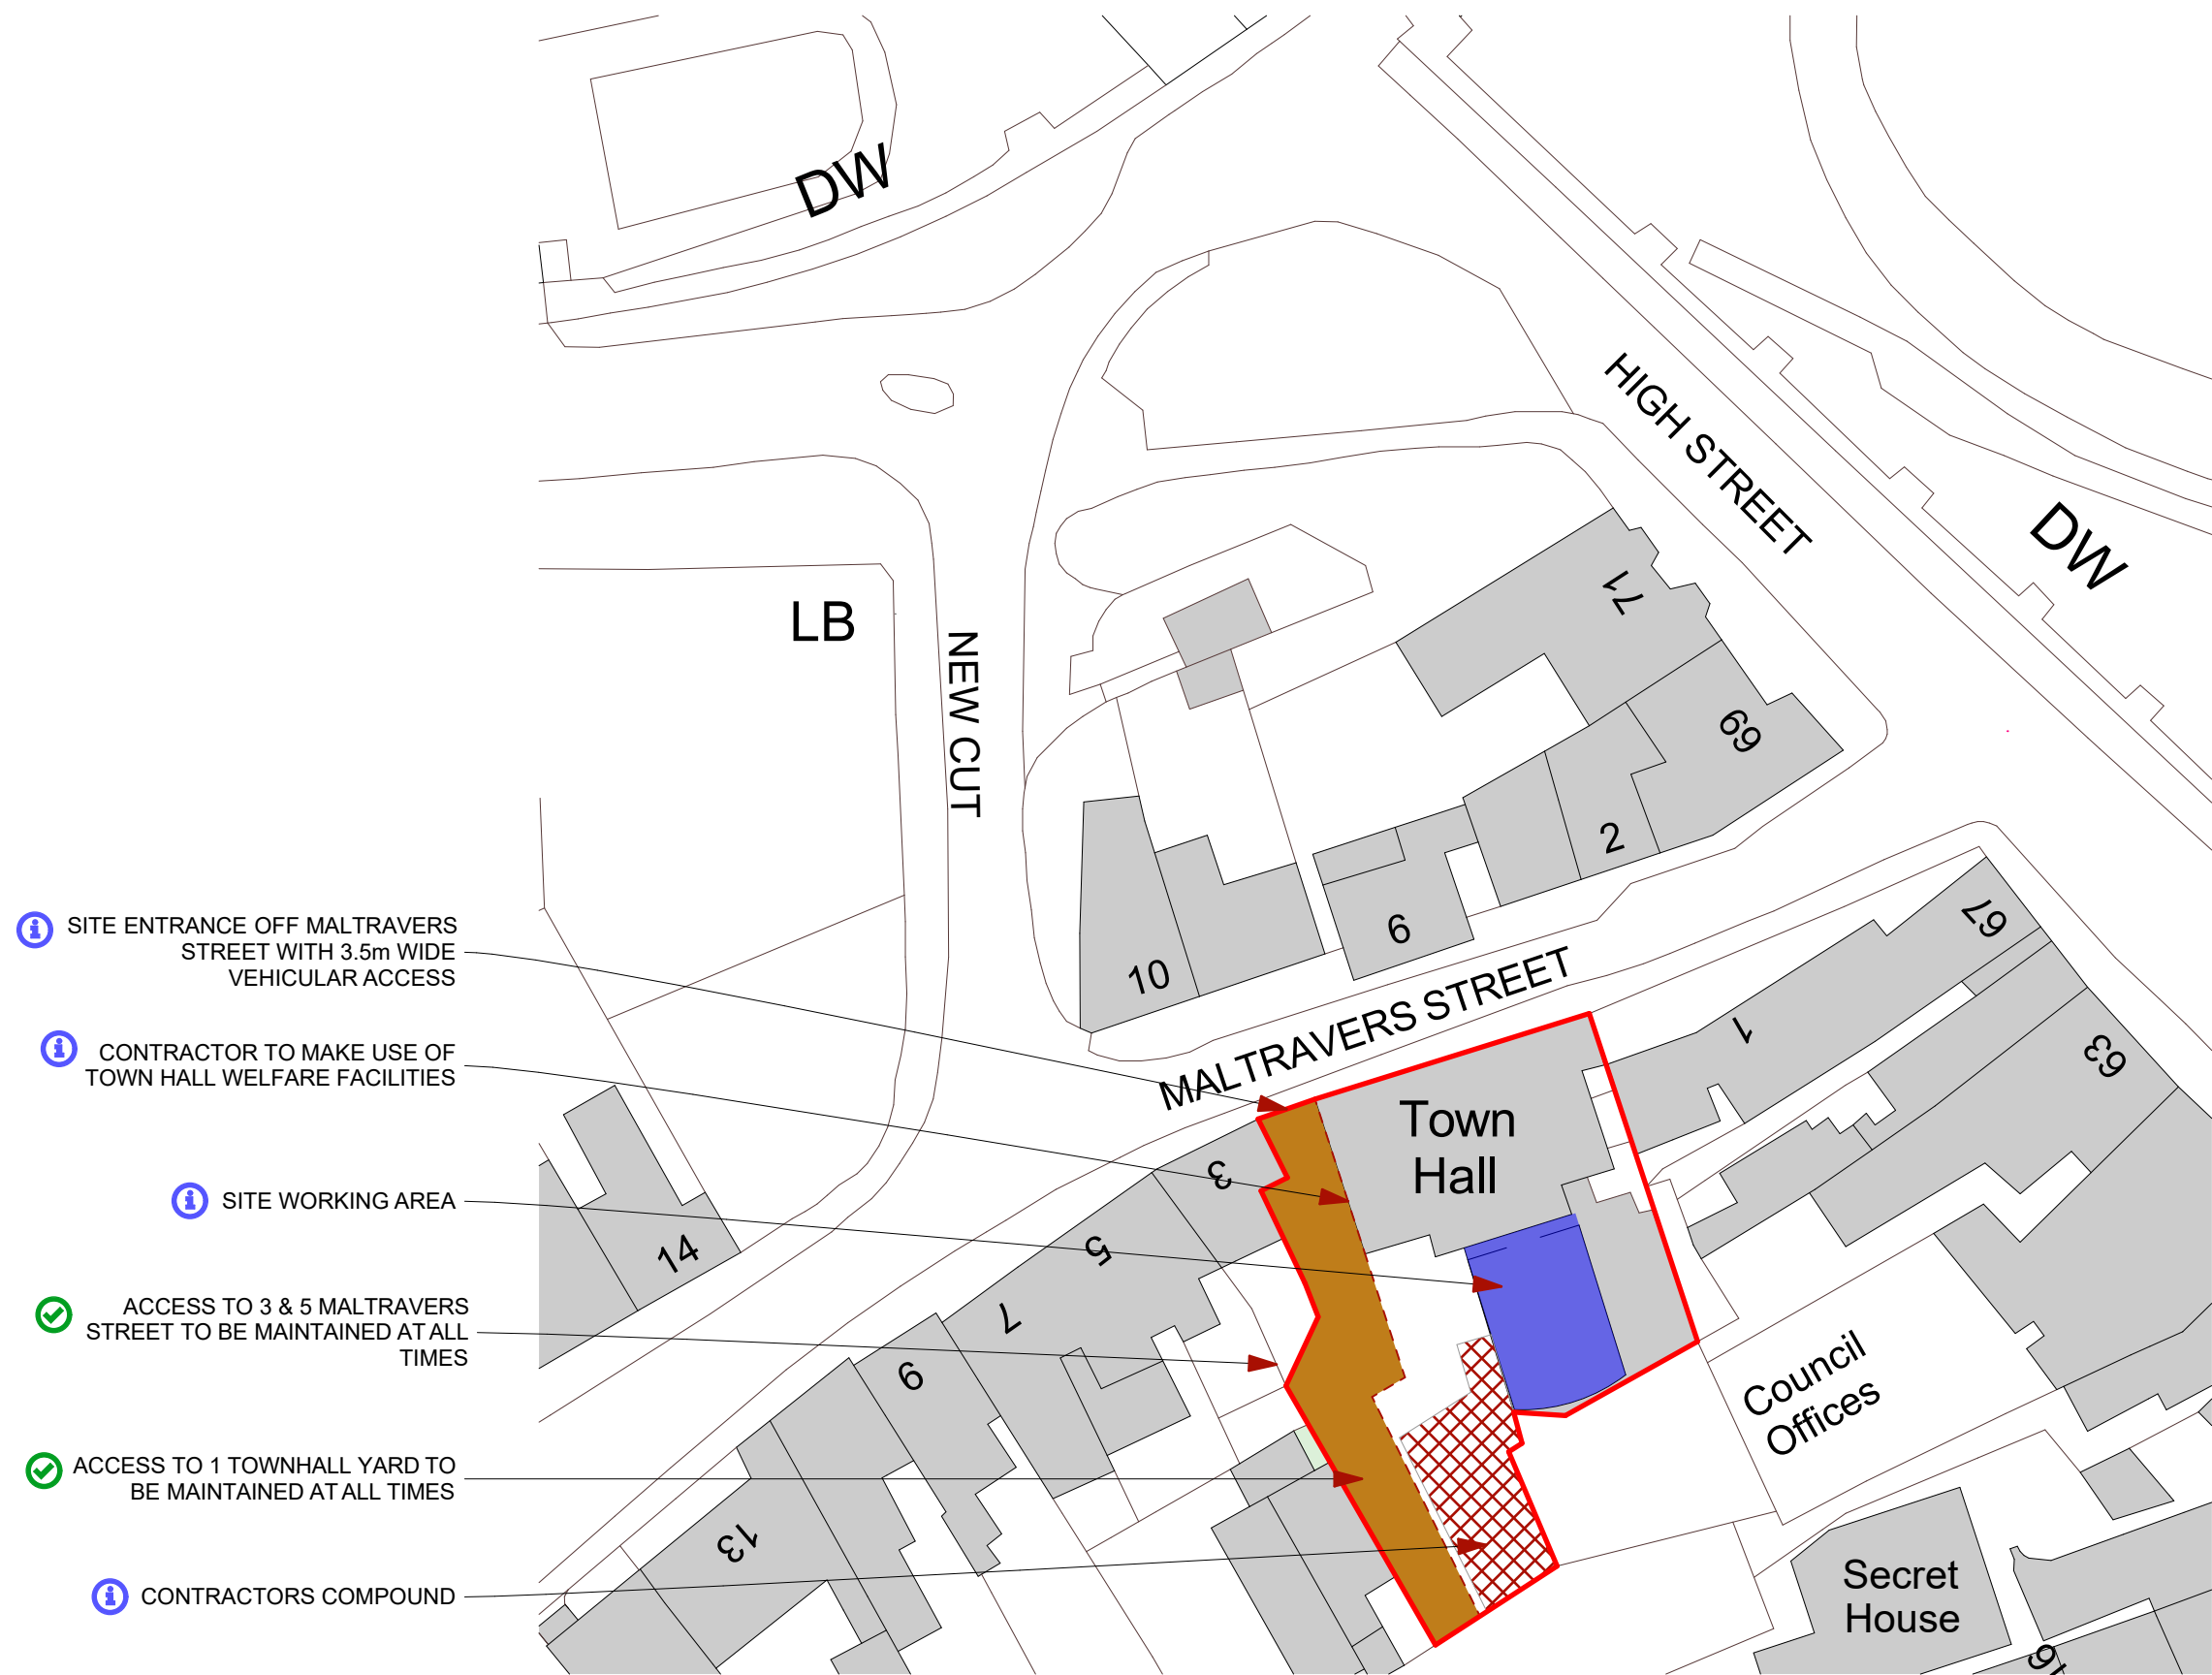 DW
HIGH STREET
DW
LB
NEW CUT
71
69
2
6
10
MALTRAVERS STREET
67
1
63
SITE ENTRANCE OFF MALTRAVERS
STREET WITH 3.5m WIDE
VEHICULAR ACCESS
CONTRACTOR TO MAKE USE OF
TOWN HALL WELFARE FACILITIES
SITE WORKING AREA
ACCESS TO 3 & 5 MALTRAVERS
STREET TO BE MAINTAINED AT ALL
TIMES
ACCESS TO 1 TOWNHALL YARD TO
BE MAINTAINED AT ALL TIMES
CONTRACTORS COMPOUND
Town
Hall
3
5
7
9
13
14
Council
Offices
Secret
House